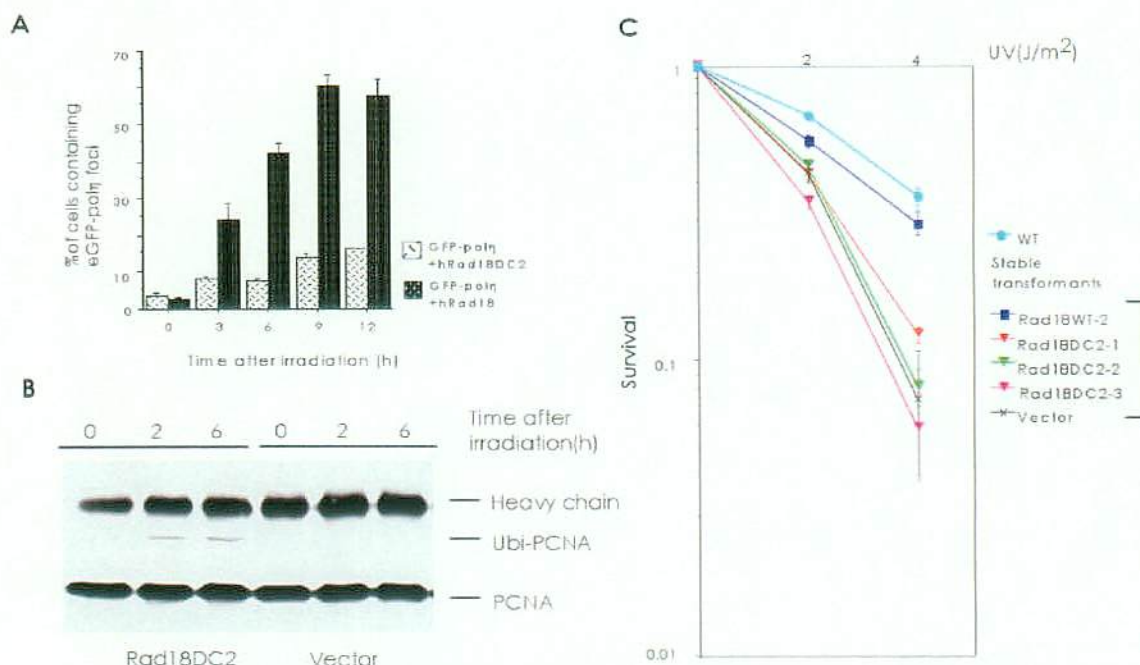 A
70
50
30
10
0
% of cells containing
eGFP-polη foci
0 3 6 9 12
Time after irradiation (h)
GFP-polη
+hRad18DC2
GFP-polη
+hRad18
B
0 2 6 0 2 6
Time after
irradiation(h)
Heavy chain
Ubi-PCNA
PCNA
Rad18DC2 Vector
C
2 4 UV(J/m²)
1
0.1
0.01
Survival
WT
Stable
transformants
Rad18WT-2
Rad18DC2-1
Rad18DC2-2
Rad18DC2-3
Vector